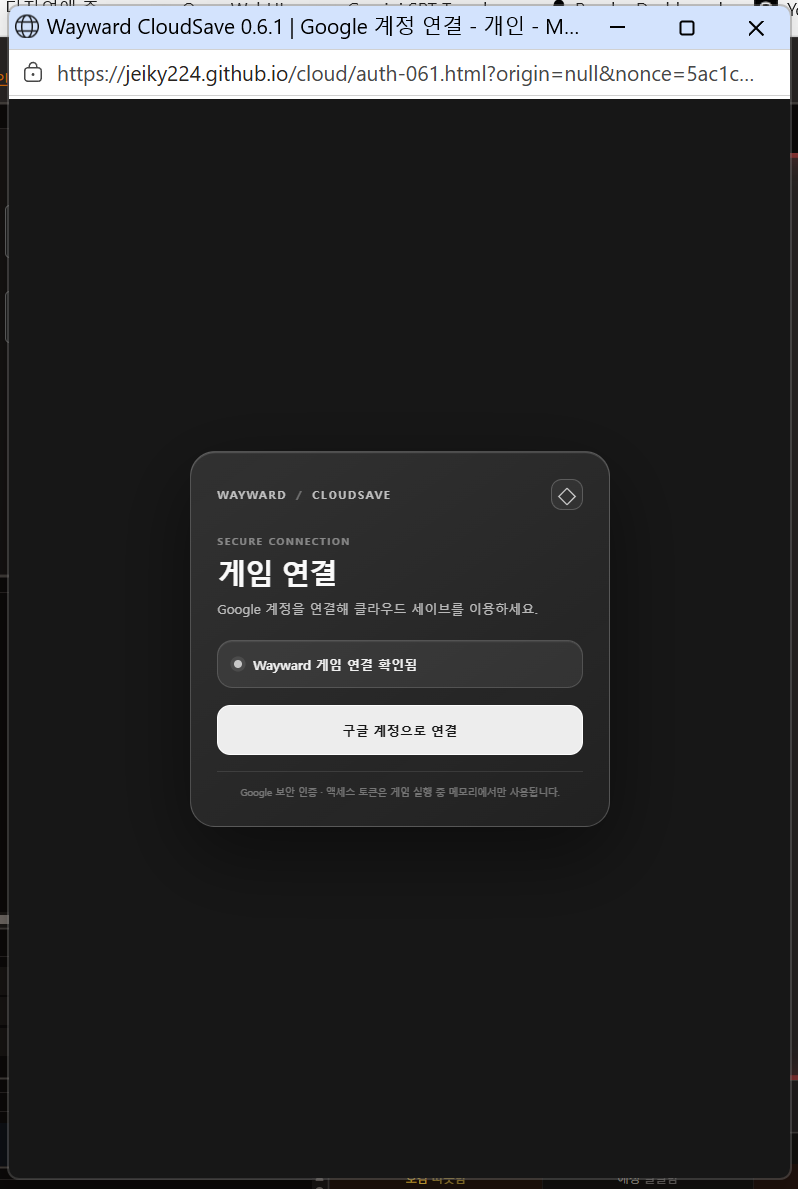 Wayward CloudSave 0.6.1 | Google 계정 연결 - 개인 - M...
https://jeiky224.github.io/cloud/auth-061.html?origin=null&nonce=5ac1c...
WAYWARD / CLOUDSAVE
SECURE CONNECTION
게임 연결
Google 계정을 연결해 클라우드 세이브를 이용하세요.
Wayward 게임 연결 확인됨
구글 계정으로 연결
Google 보안 인증 · 액세스 토큰은 게임 실행 중 메모리에서만 사용됩니다.